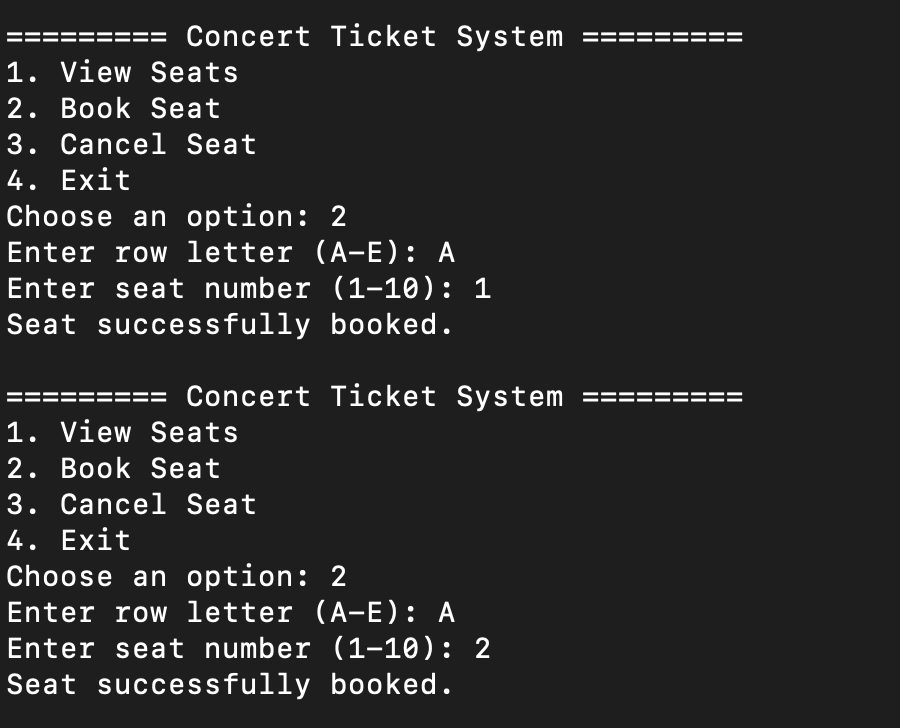 ========= Concert Ticket System =========
1. View Seats
2. Book Seat
3. Cancel Seat
4. Exit
Choose an option: 2
Enter row letter (A-E): A
Enter seat number (1-10): 1
Seat successfully booked.

========= Concert Ticket System =========
1. View Seats
2. Book Seat
3. Cancel Seat
4. Exit
Choose an option: 2
Enter row letter (A-E): A
Enter seat number (1-10): 2
Seat successfully booked.